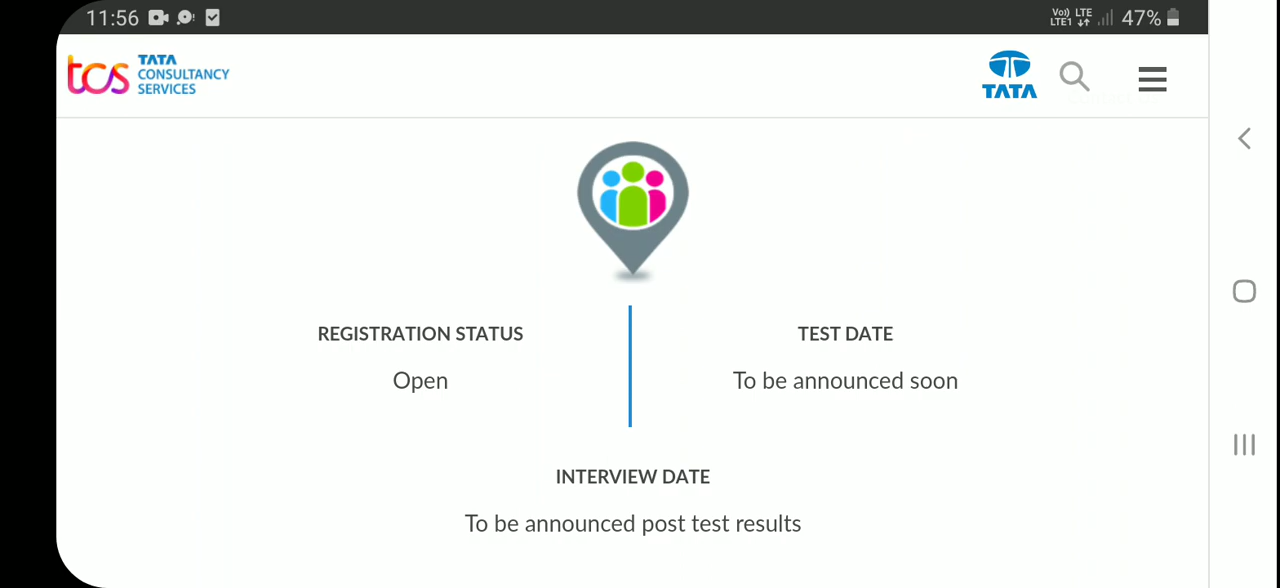 11:56
Vo)) LTE
LTE1
47%
tcs
TATA
CONSULTANCY
SERVICES
TATA
REGISTRATION STATUS
Open
TEST DATE
To be announced soon
INTERVIEW DATE
To be announced post test results